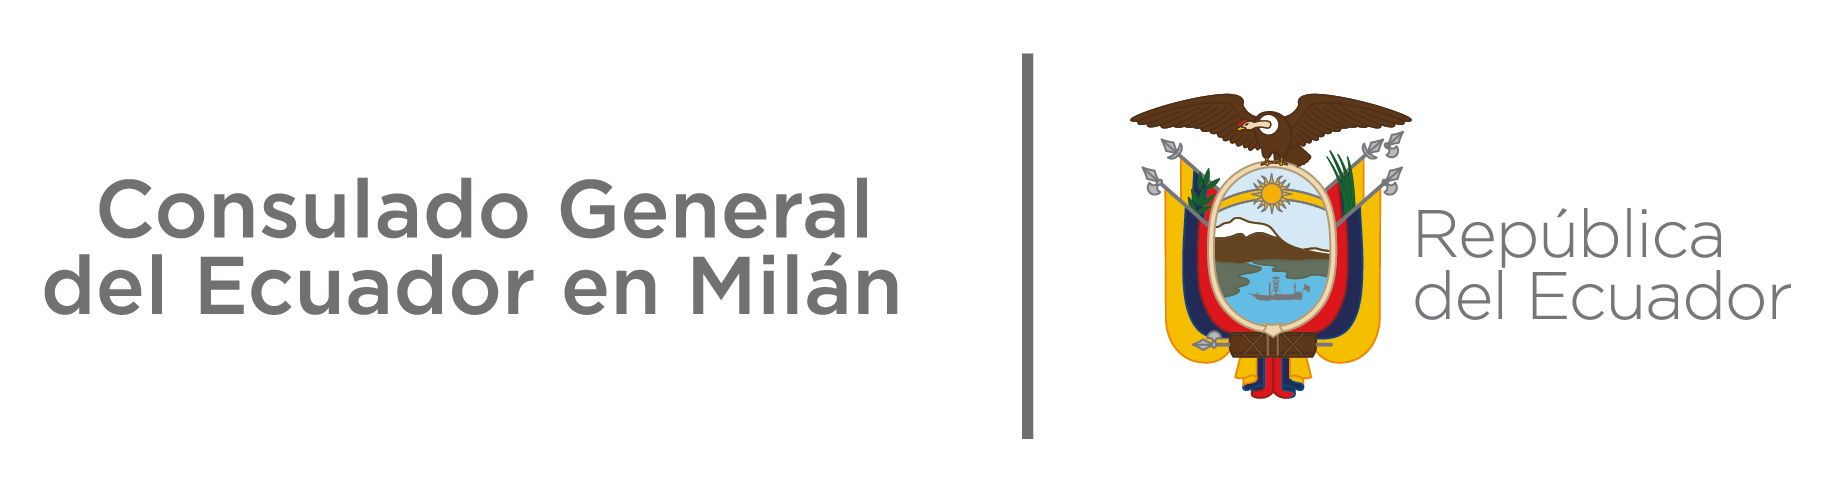 Consulado General
del Ecuador en Milán
República
del Ecuador